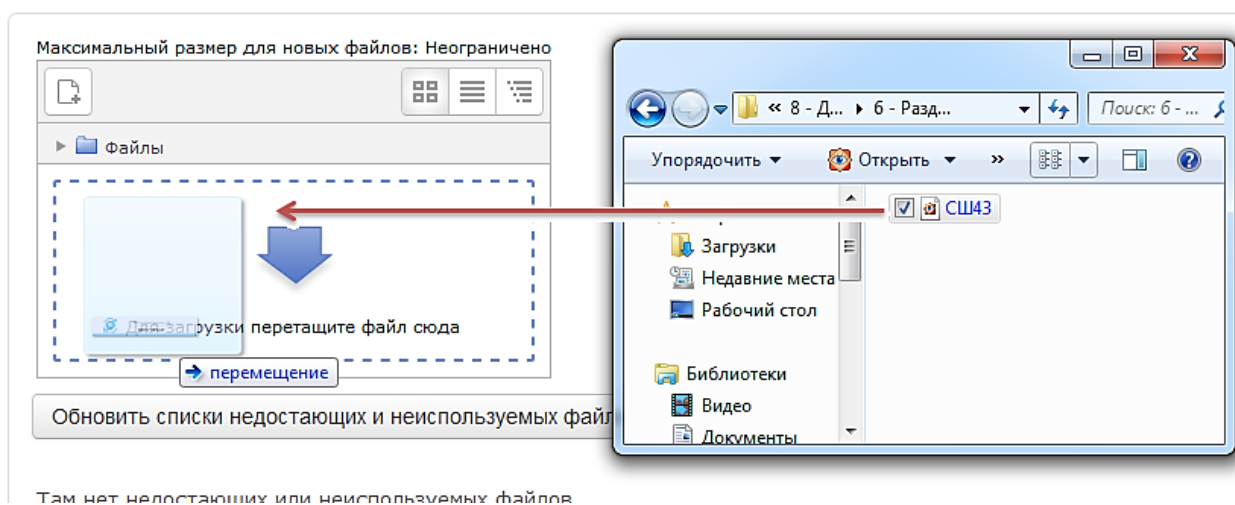 Максимальный размер для новых файлов: Неограничено
Файлы
Для загрузки перетащите файл сюда
перемещение
Обновить списки недостающих и неиспользуемых файл
Там нет недостающих или неиспользуемых файлов
« 8 - Д... 6 - Разд...
Поиск: 6 - ...
Упорядочить
Открыть
»
СШ43
Загрузки
Недавние места
Рабочий стол
Библиотеки
Видео
Документы